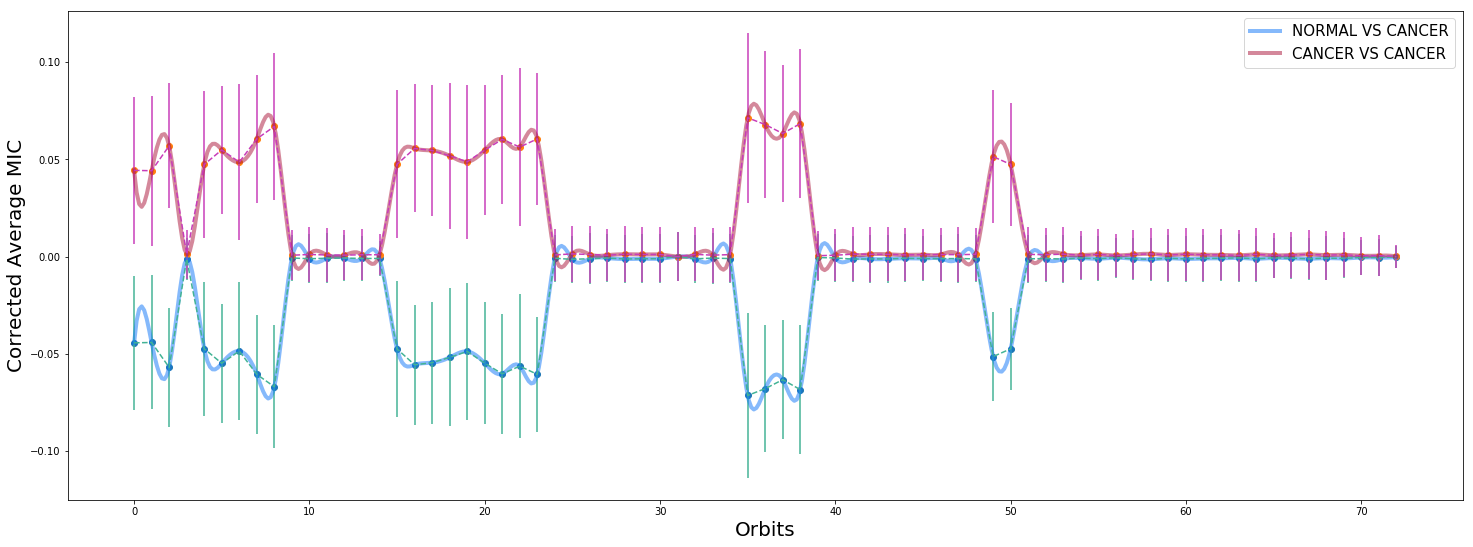 NORMAL VS CANCER
CANCER VS CANCER
Corrected Average MIC
0.10
0.05
0.00
−0.05
−0.10
0 10 20 30 40 50 60 70
Orbits